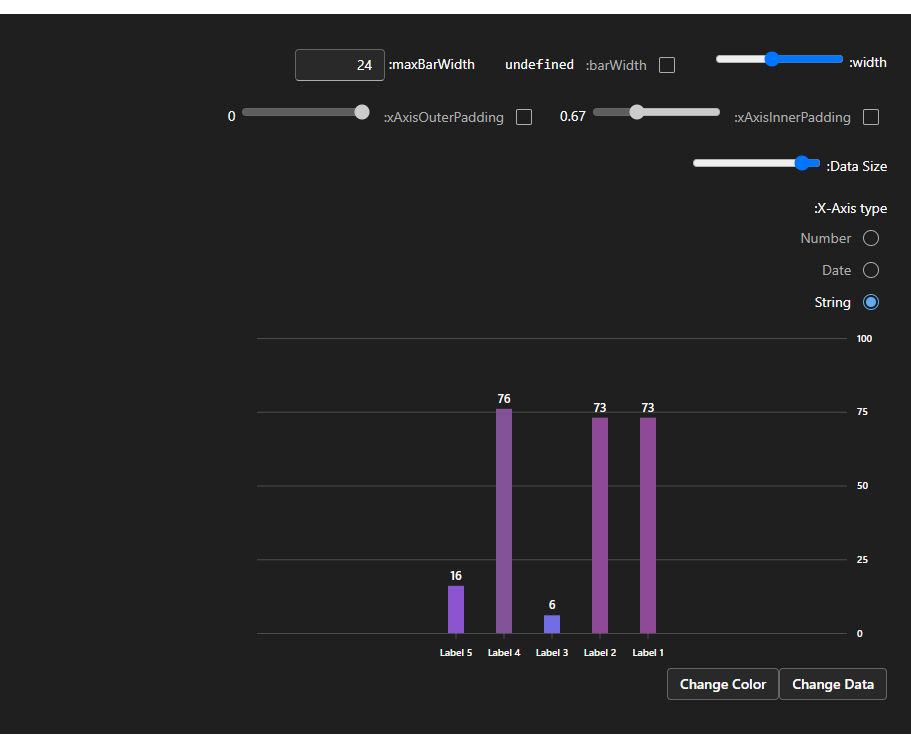 width:
barWidth: undefined
maxBarWidth: 24
xAxisInnerPadding: 0.67
xAxisOuterPadding: 0
Data Size:
X-Axis type:
Number
Date
String
100
75
50
25
0
73
73
6
76
16
Label 1
Label 2
Label 3
Label 4
Label 5
Change Data
Change Color